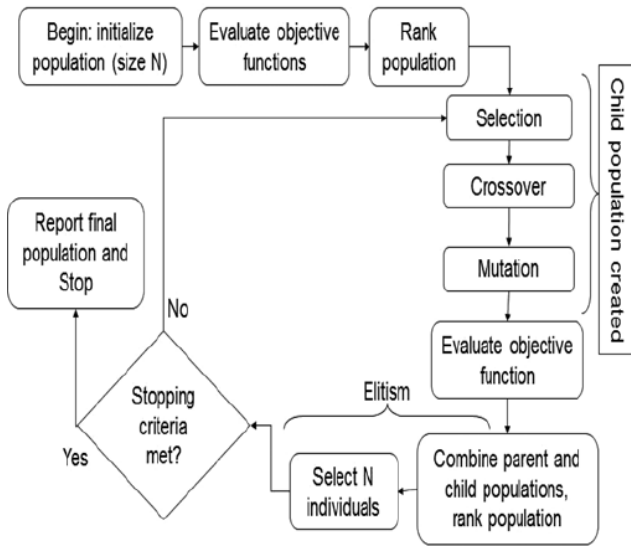 Begin: initialize
population (size N)
Evaluate objective
functions
Rank
population
Selection
Crossover
Mutation
Child population created
Evaluate objective
function
Report final
population and
Stop
No
Stopping
criteria
met?
Yes
Elitism
Select N
individuals
Combine parent and
child populations,
rank population